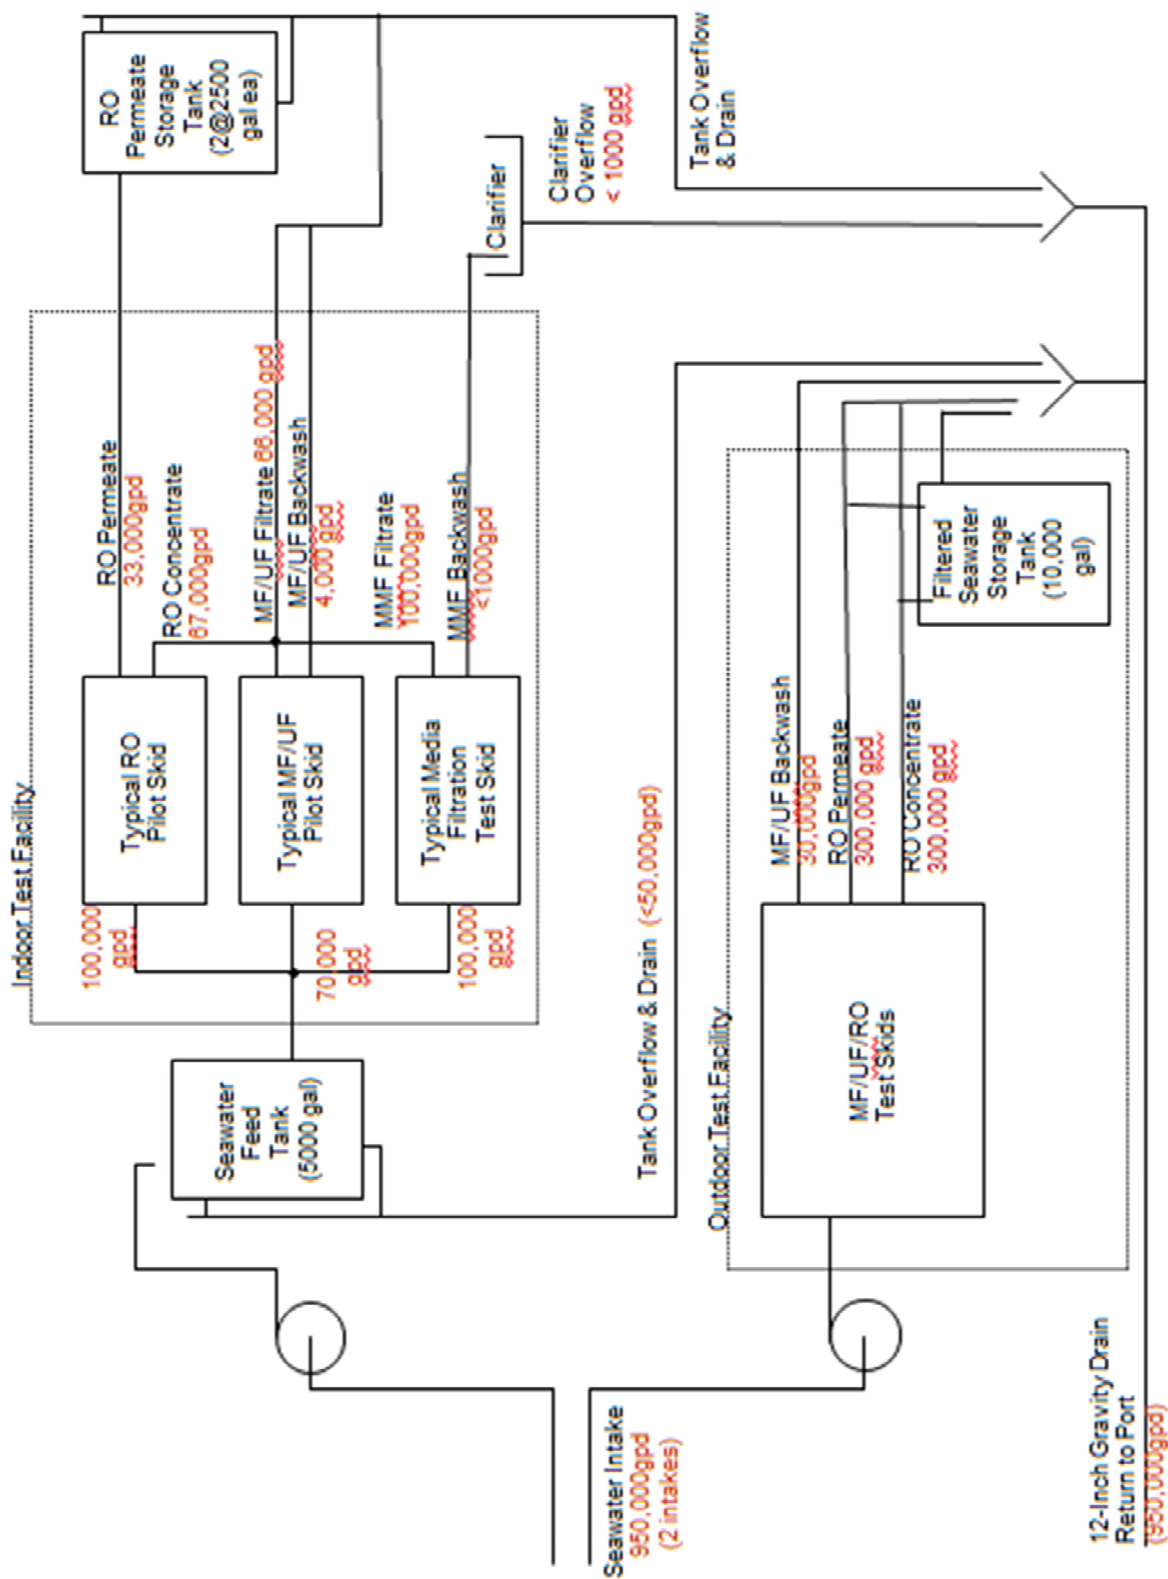 Seawater Intake
950,000gpd
(2 intakes)
12-Inch Gravity Drain
Return to Port
(950,000gpd)
Seawater
Feed
Tank
(5000 gal)
Indoor Test Facility
100,000
gpd
70,000
gpd
100,000
gpd
Typical RO
Pilot Skid
Typical MF/UF
Pilot Skid
Typical Media
Filtration
Test Skid
RO Permeate
33,000gpd
RO Concentrate
67,000gpd
MF/UF Filtrate 66,000 gpd
MF/UF Backwash
4,000 gpd
MMF Filtrate
100,000gpd
MMF Backwash
<1000gpd
RO
Permeate
Storage
Tank
(2@2500
gal ea)
Clarifier
Clarifier
Overflow
< 1000 gpd
Tank Overflow
& Drain
Tank Overflow & Drain (<50,000gpd)
Outdoor Test Facility
MF/UF/RO
Test Skids
MF/UF Backwash
30,000gpd
RO Permeate
300,000 gpd
RO Concentrate
300,000 gpd
Filtered
Seawater
Storage
Tank
(10,000
gal)